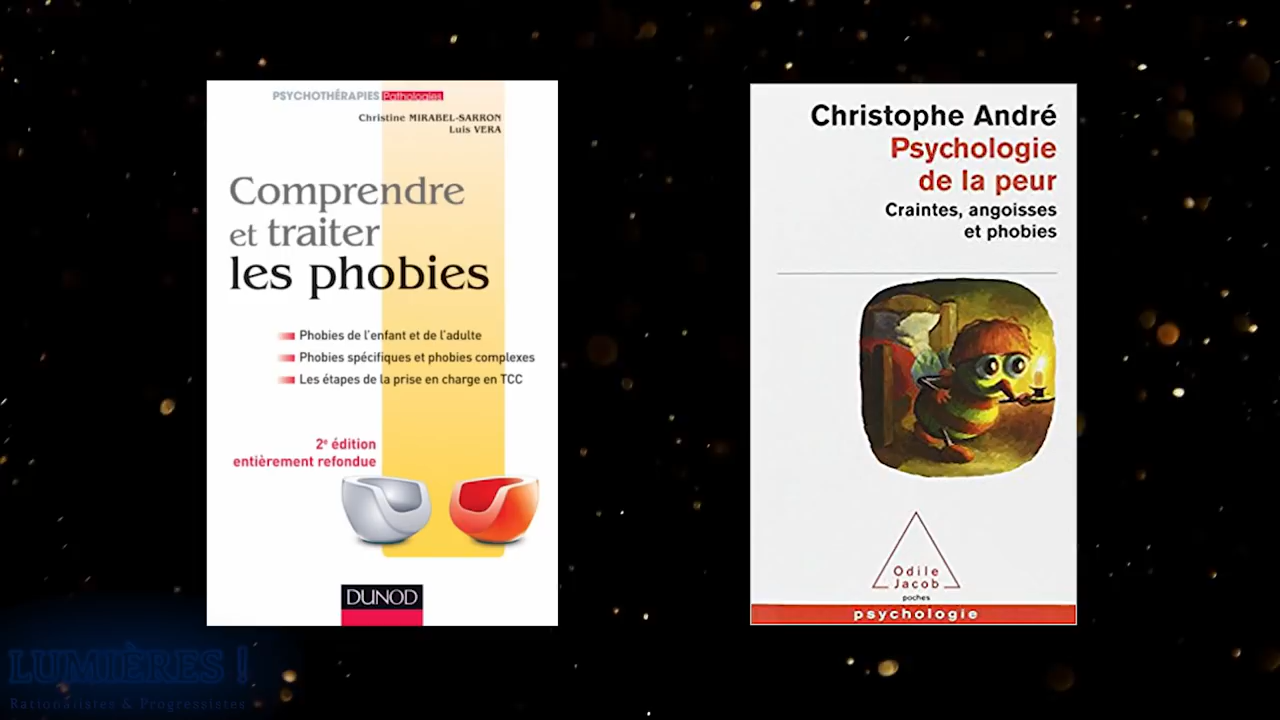 PSYCHOTHÉRAPIES Pathologies
Christine MIRABEL-SARRON
Luis VERA
Comprendre
et traiter
les phobies
Phobies de l'enfant et de l'adulte
Phobies spécifiques et phobies complexes
Les étapes de la prise en charge en TCC
2e édition
entièrement refondue
DUNOD
Christophe André
Psychologie
de la peur
Craintes, angoisses
et phobies
Odile
Jacob
poches
psychologie
LUMIÈRES !
Rationalistes & Progressistes